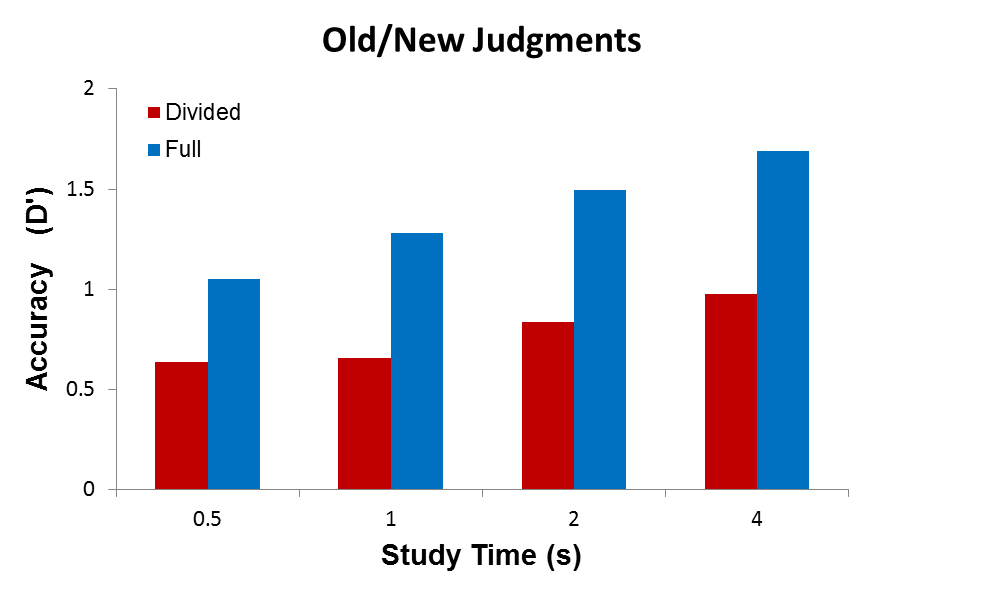 Old/New Judgments
2
Divided
Full
1.5
1
0.5
0
Accuracy (D')
0.5 1 2 4
Study Time (s)